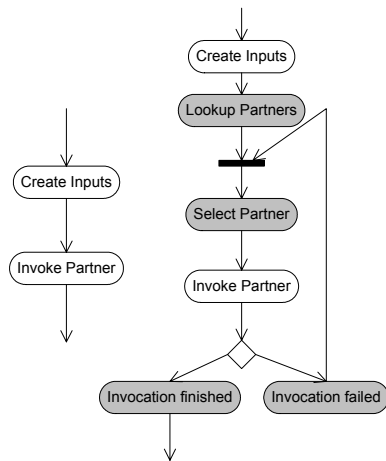 Create Inputs
Invoke Partner
Create Inputs
Lookup Partners
Select Partner
Invoke Partner
Invocation finished
Invocation failed